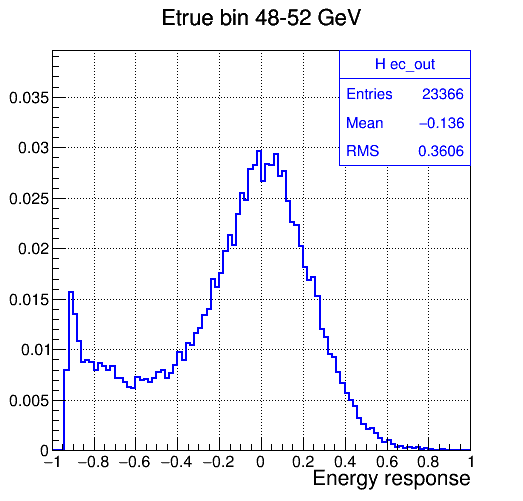 Etrue bin 48-52 GeV
H ec_out
Entries 23366
Mean −0.136
RMS 0.3606
0.035
0.03
0.025
0.02
0.015
0.01
0.005
0
−1 −0.8 −0.6 −0.4 −0.2 0 0.2 0.4 0.6 0.8 1
Energy response